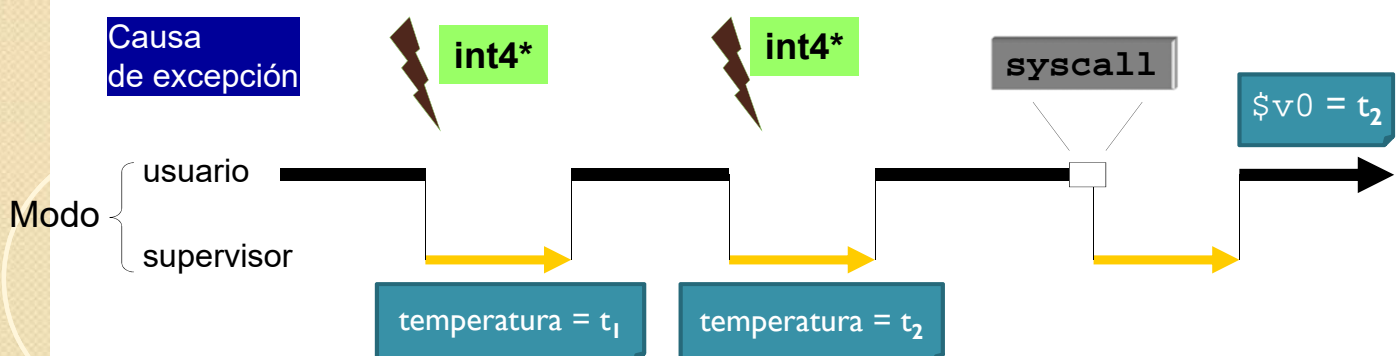 Causa
de excepción
int4*
int4*
syscall
$v0 = t₂
usuario
Modo
supervisor
temperatura = t₁
temperatura = t₂